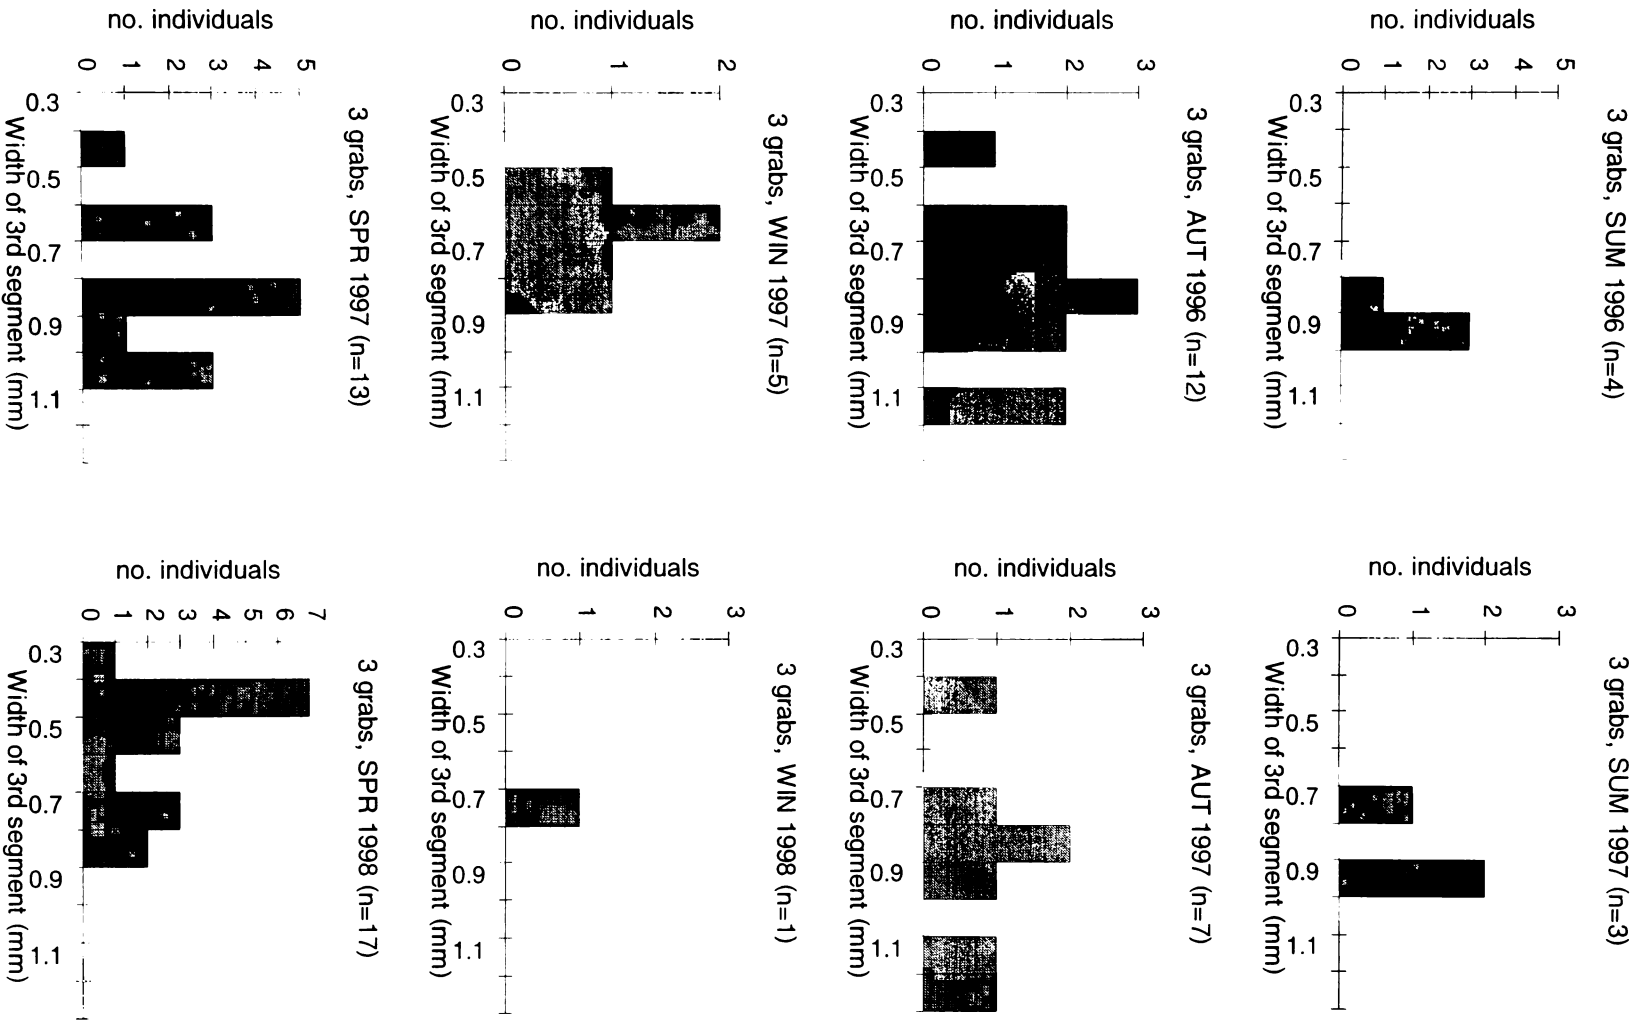 3 grabs, SUM 1996 (n=4)
no. individuals
0 1 2 3 4 5
0.3 0.5 0.7 0.9 1.1
Width of 3rd segment (mm)
3 grabs, SUM 1997 (n=3)
no. individuals
0 1 2 3
0.3 0.5 0.7 0.9 1.1
Width of 3rd segment (mm)
3 grabs, AUT 1996 (n=12)
no. individuals
0 1 2 3
0.3 0.5 0.7 0.9 1.1
Width of 3rd segment (mm)
3 grabs, AUT 1997 (n=7)
no. individuals
0 1 2 3
0.3 0.5 0.7 0.9 1.1
Width of 3rd segment (mm)
3 grabs, WIN 1997 (n=5)
no. individuals
0 1 2
0.3 0.5 0.7 0.9 1.1
Width of 3rd segment (mm)
3 grabs, WIN 1998 (n=1)
no. individuals
0 1 2 3
0.3 0.5 0.7 0.9 1.1
Width of 3rd segment (mm)
3 grabs, SPR 1997 (n=13)
no. individuals
0 1 2 3 4 5
0.3 0.5 0.7 0.9 1.1
Width of 3rd segment (mm)
3 grabs, SPR 1998 (n=17)
no. individuals
0 1 2 3 4 5 6 7
0.3 0.5 0.7 0.9 1.1
Width of 3rd segment (mm)